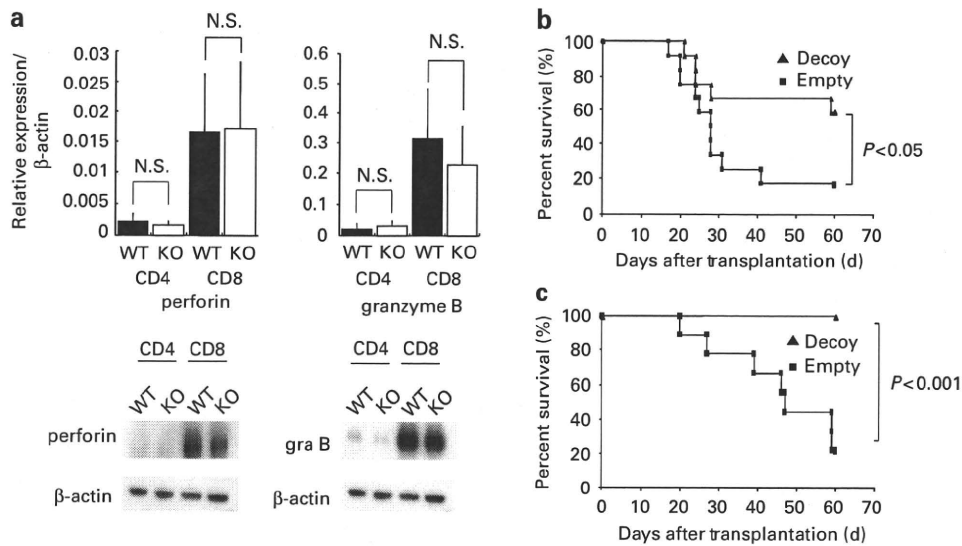 a
Relative expression/
β-actin
0.03
0.025
0.02
0.015
0.01
0.005
0
N.S.
N.S.
WT KO WT KO
CD4 CD8
perforin
0.6
0.5
0.4
0.3
0.2
0.1
0
N.S.
N.S.
WT KO WT KO
CD4 CD8
granzyme B
CD4 CD8
WT KO WT KO
perforin
β-actin
CD4 CD8
WT KO WT KO
gra B
β-actin
b
Percent survival (%)
100
80
60
40
20
0
Decoy
Empty
P<0.05
0 10 20 30 40 50 60 70
Days after transplantation (d)
c
Percent survival (%)
100
80
60
40
20
0
Decoy
Empty
P<0.001
0 10 20 30 40 50 60 70
Days after transplantation (d)